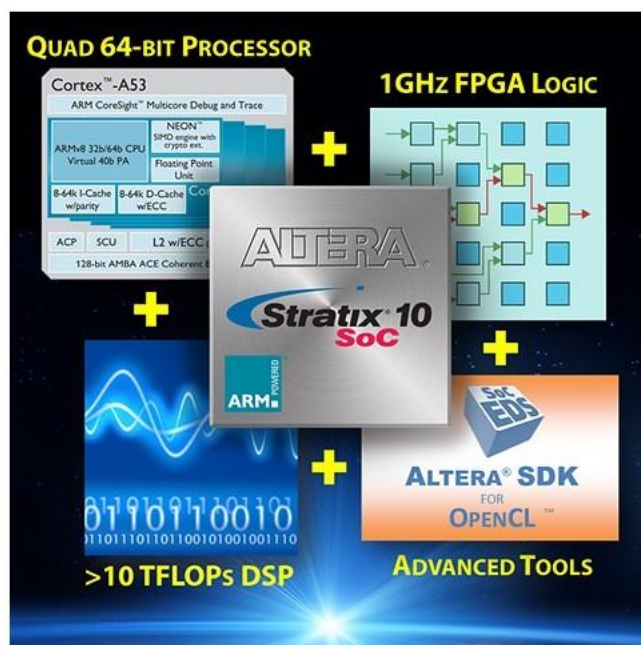 QUAD 64-BIT PROCESSOR
Cortex™-A53
ARM CoreSight™ Multicore Debug and Trace
ARMv8 32b/64b CPU
Virtual 40b PA
NEON™
SIMD engine with
crypto ext.
Floating Point
Unit
8-64k I-Cache
w/parity
8-64k D-Cache
w/ECC
ACP
SCU
L2 w/ECC
128-bit AMBA ACE Coherent
+
1GHZ FPGA LOGIC
+
ALTERA®
Stratix® 10
SoC
ARM®
POWERED
+
+
>10 TFLOPS DSP
SoC
EDS
ALTERA® SDK
FOR
OPENCL™
ADVANCED TOOLS